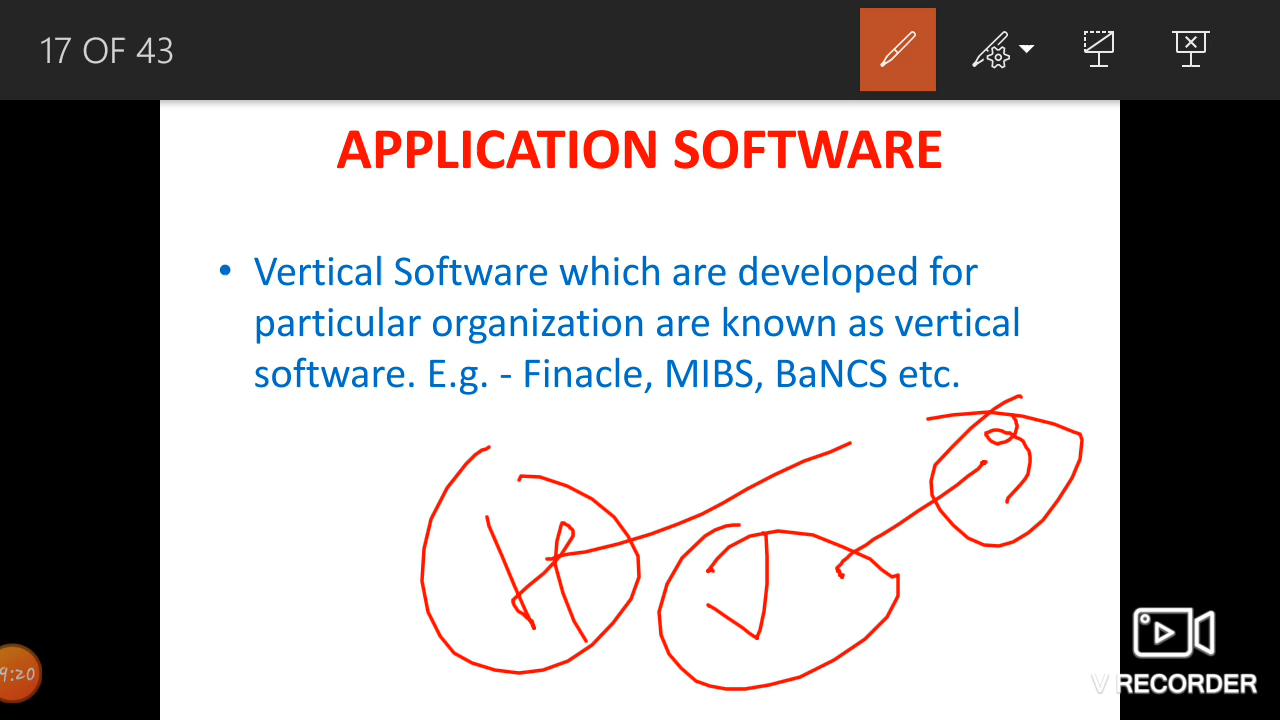 17 OF 43
APPLICATION SOFTWARE
• Vertical Software which are developed for
particular organization are known as vertical
software. E.g. - Finacle, MIBS, BaNCS etc.
9:20
V RECORDER